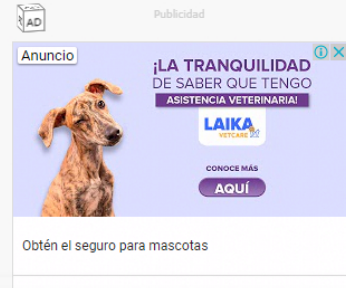 AD
Publicidad
Anuncio
¡LA TRANQUILIDAD
DE SABER QUE TENGO
ASISTENCIA VETERINARIA!
LAIKA
VETCARE
CONOCE MÁS
AQUÍ
Obtén el seguro para mascotas